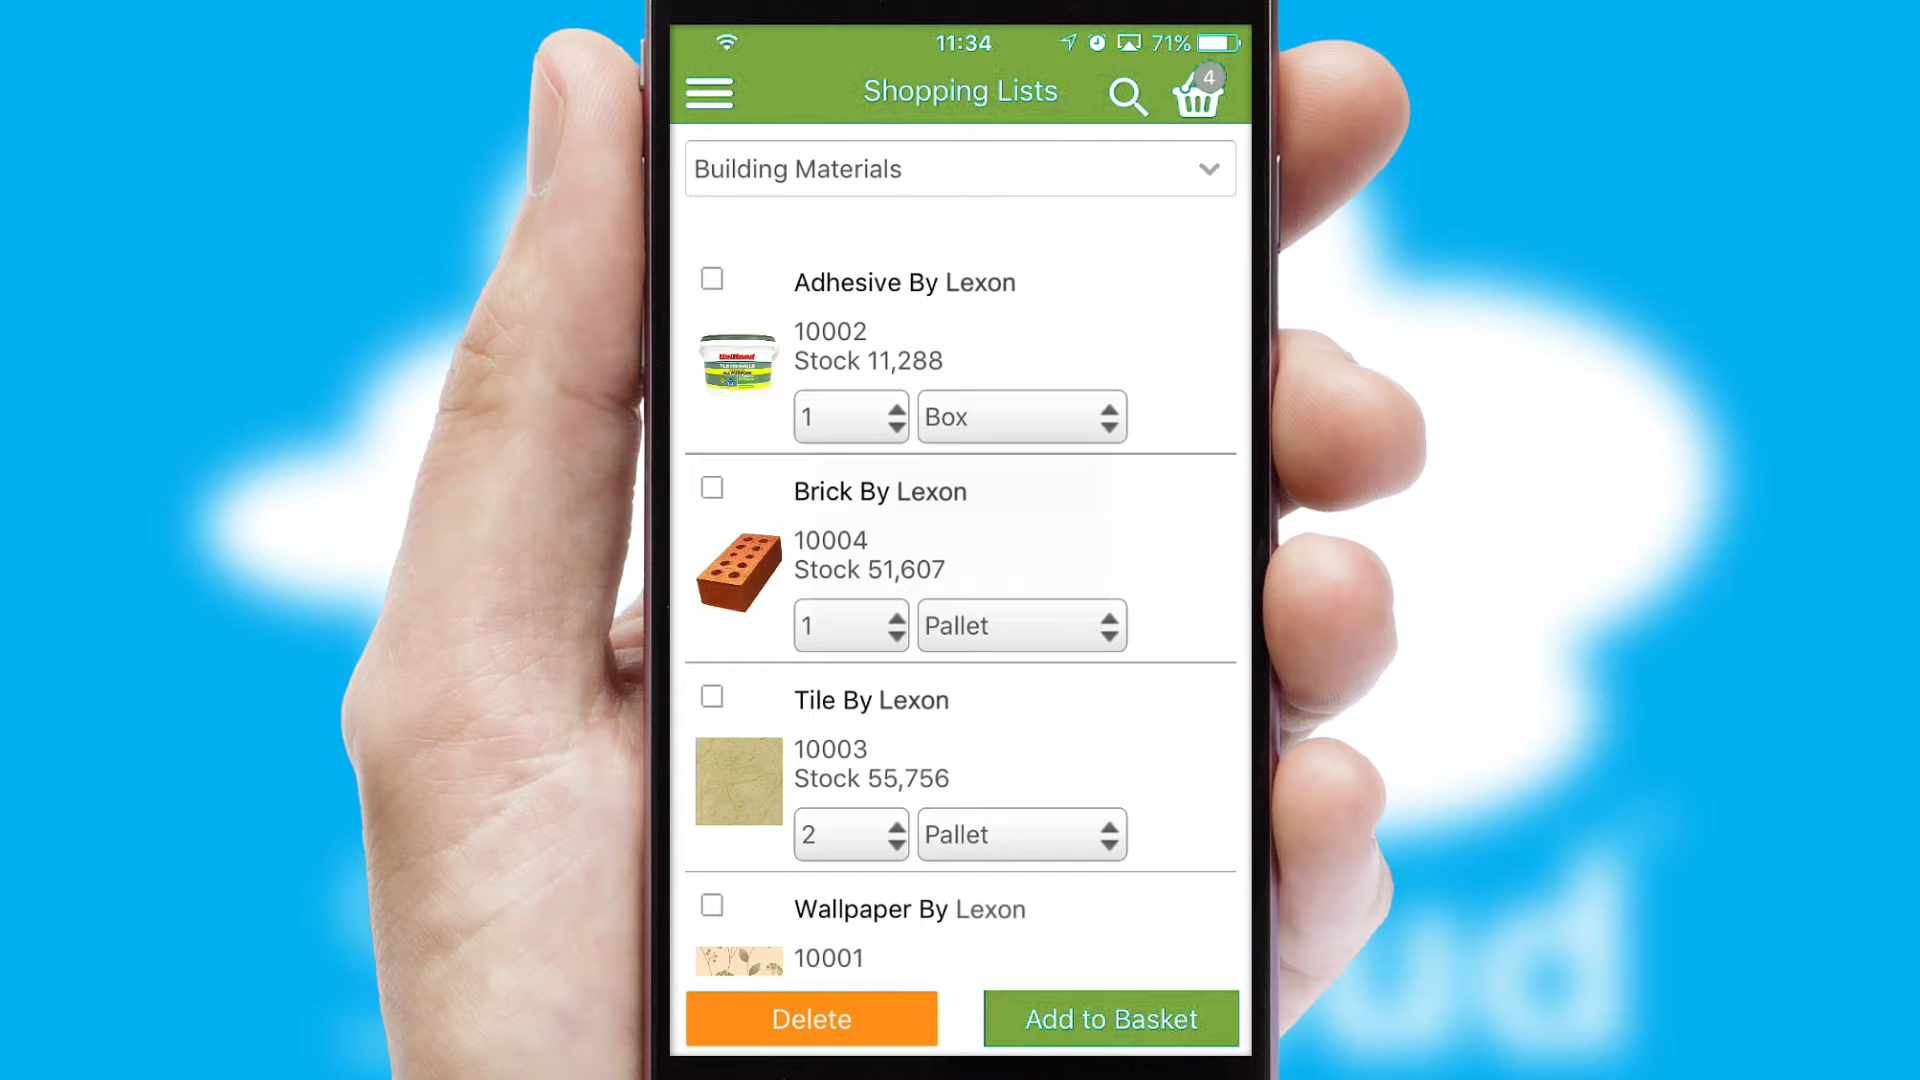 11:34
71%
Shopping Lists
4
Building Materials
Adhesive By Lexon
10002
Stock 11,288
UniBond
1
Box
Brick By Lexon
10004
Stock 51,607
1
Pallet
Tile By Lexon
10003
Stock 55,756
2
Pallet
Wallpaper By Lexon
10001
Delete
Add to Basket